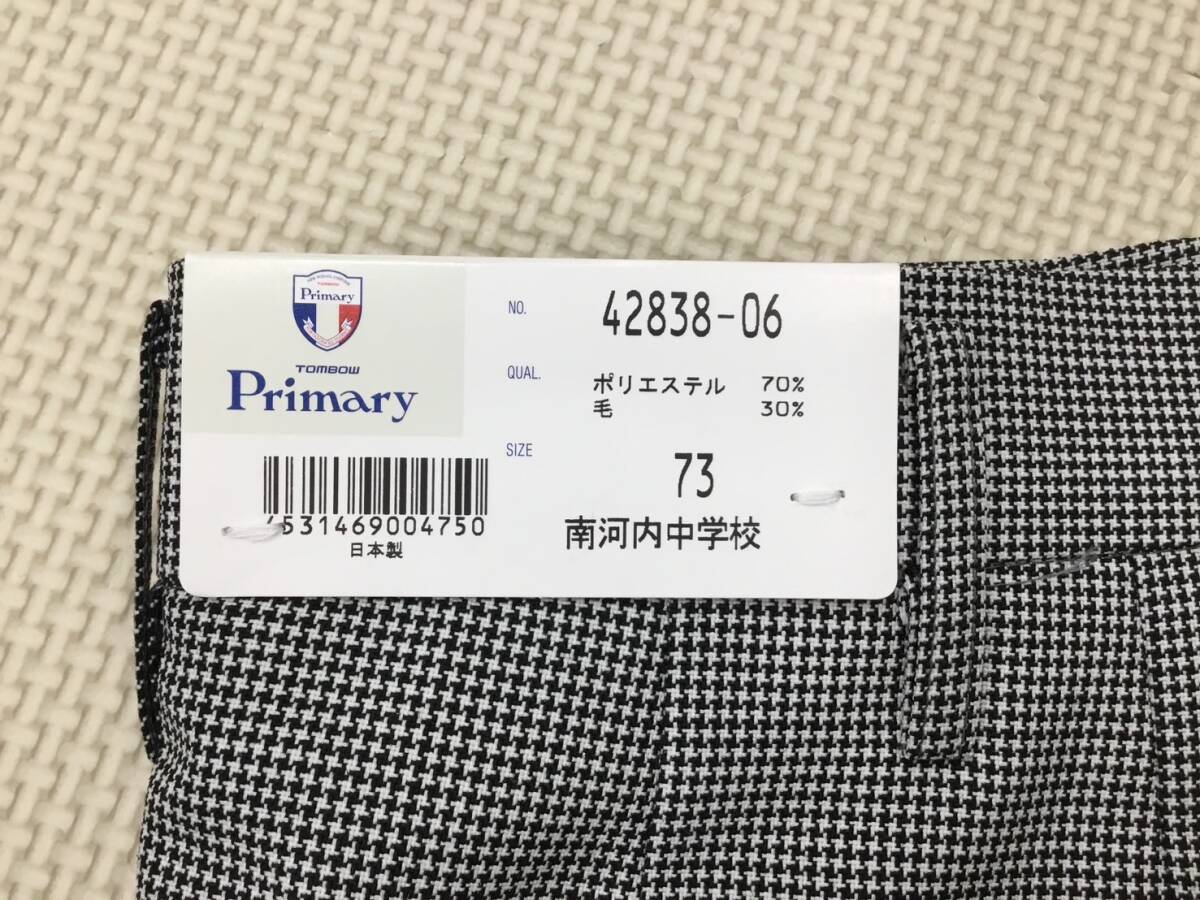 TOMBOW
Primary
TOMBOW
Primary
NO. 42838-06
QUAL. ポリエステル 70%
毛 30%
SIZE 73
南河内中学校
4531469004750
日本製